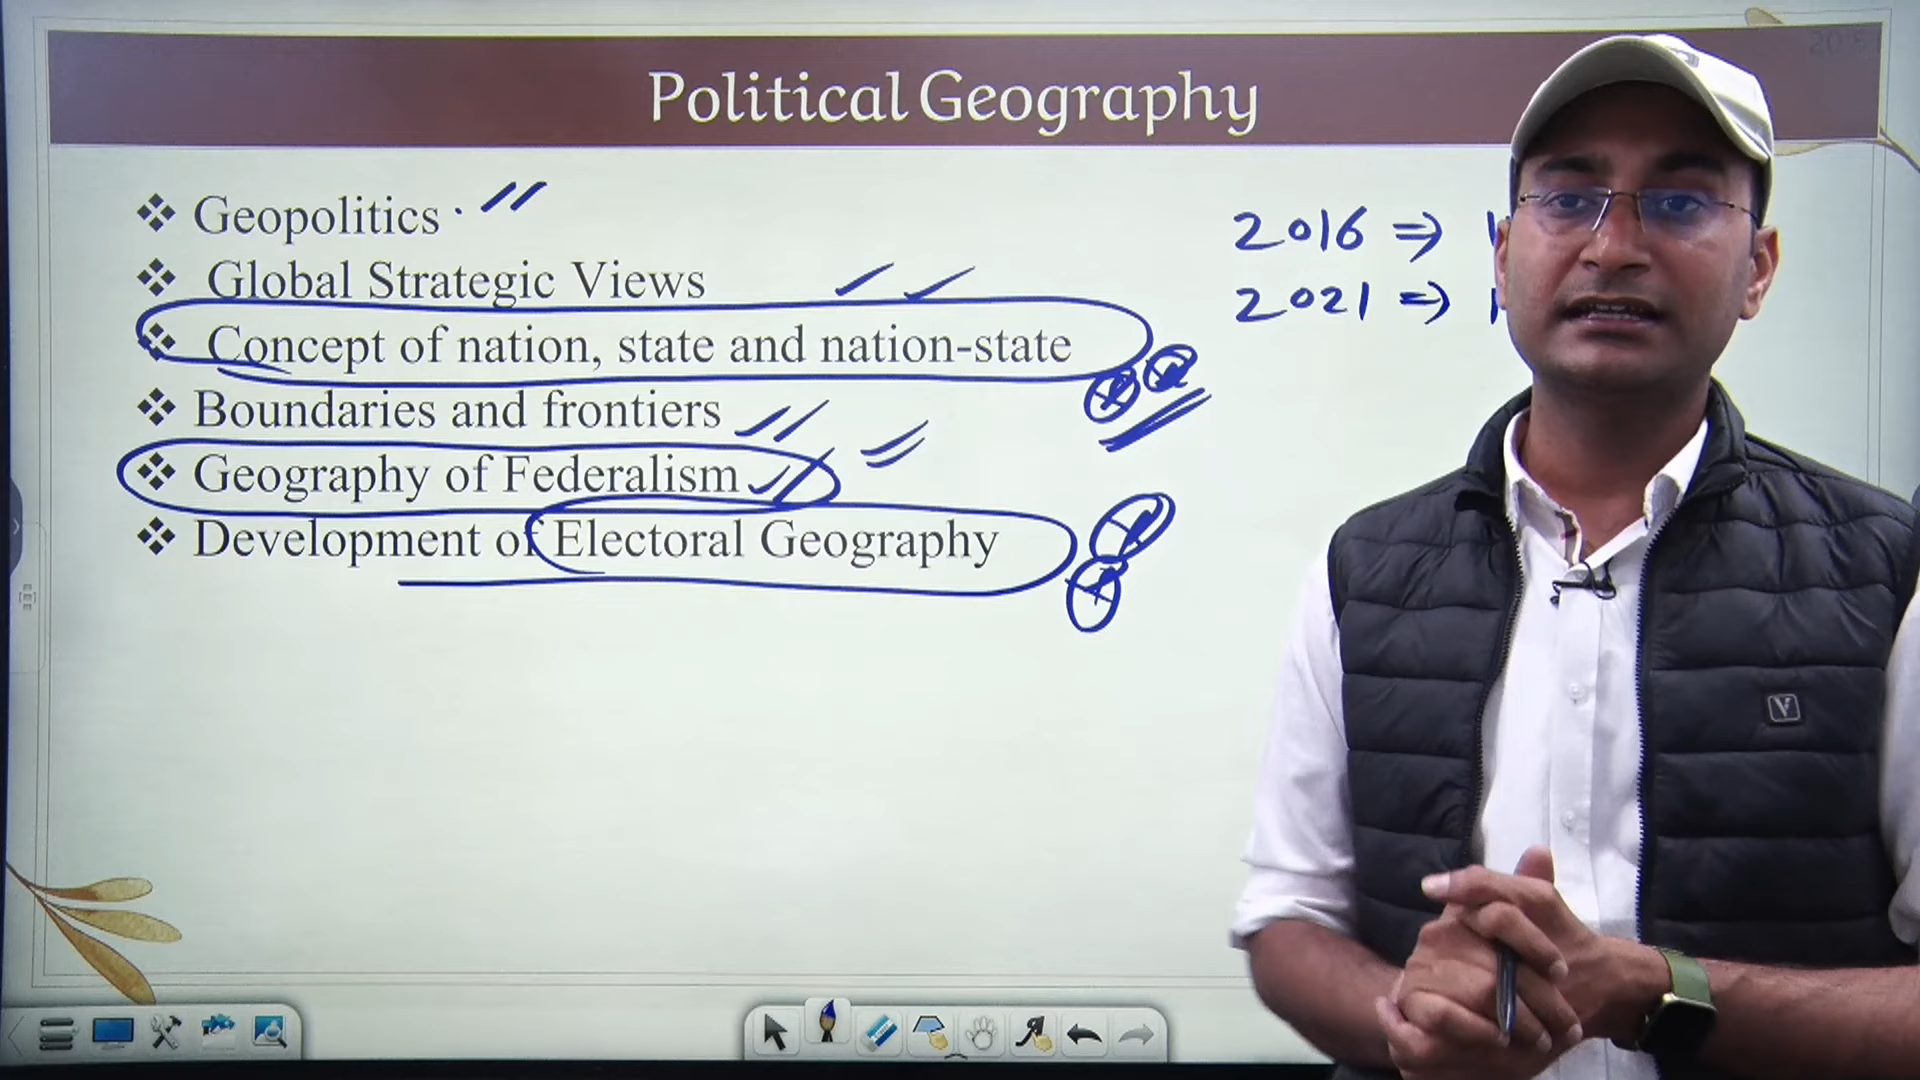 Political Geography
❖ Geopolitics
❖ Global Strategic Views
❖ Concept of nation, state and nation-state
❖ Boundaries and frontiers
❖ Geography of Federalism
❖ Development of Electoral Geography
2016 ⇒
2021 ⇒